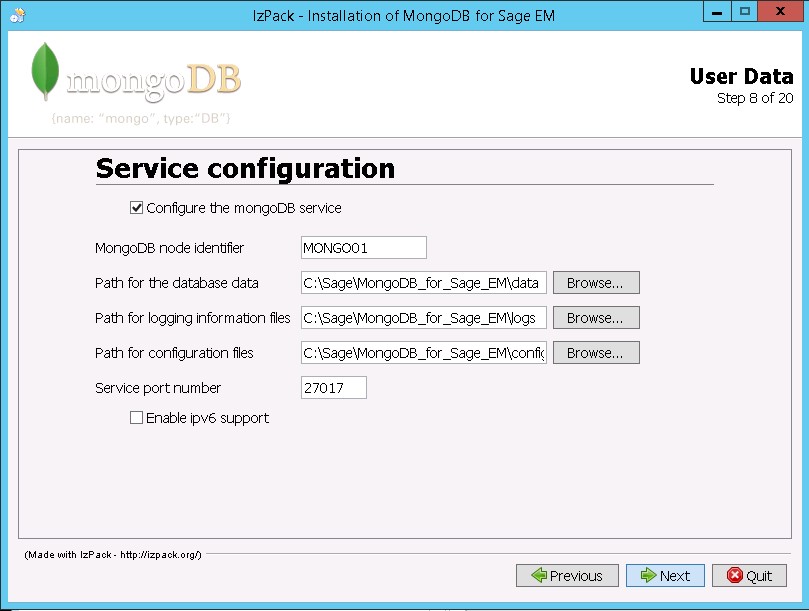 IzPack - Installation of MongoDB for Sage EM
mongoDB
{name: "mongo", type:"DB"}
User Data
Step 8 of 20
Service configuration
Configure the mongoDB service
MongoDB node identifier MONGO01
Path for the database data C:\Sage\MongoDB_for_Sage_EM\data Browse...
Path for logging information files C:\Sage\MongoDB_for_Sage_EM\logs Browse...
Path for configuration files C:\Sage\MongoDB_for_Sage_EM\config Browse...
Service port number 27017
Enable ipv6 support
(Made with IzPack - http://izpack.org/)
Previous Next Quit